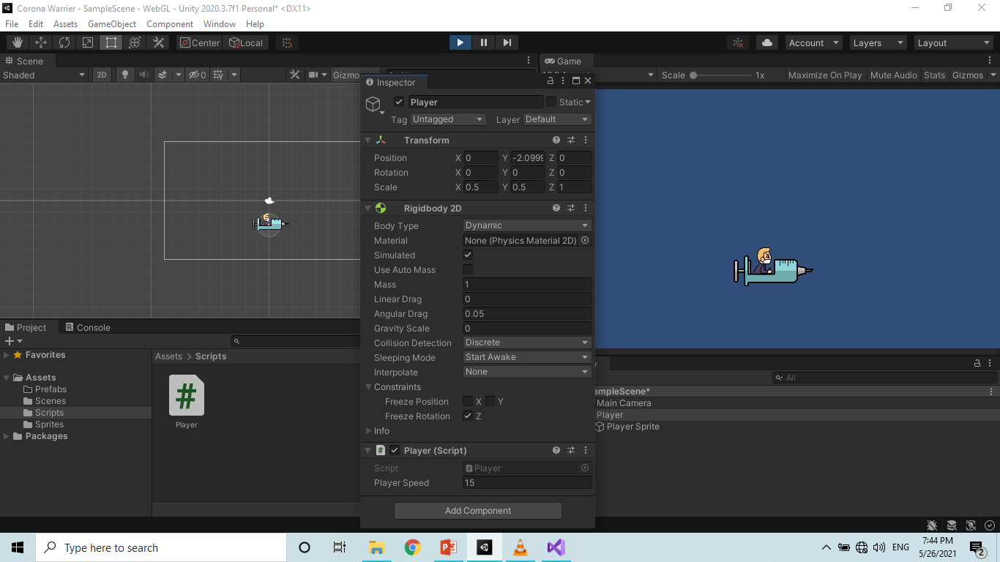 Corona Warrier - SampleScene - WebGL - Unity 2020.3.7f1 Personal* <DX11>
File Edit Assets GameObject Component Window Help
Center Local Account Layers Layout
Scene Game
Shaded 2D 0 Gizmo Scale 1x Maximize On Play Mute Audio Stats Gizmos
Inspector
Player Static
Tag Untagged Layer Default
Transform
Position X 0 Y -2.0999 Z 0
Rotation X 0 Y 0 Z 0
Scale X 0.5 Y 0.5 Z 1
Rigidbody 2D
Body Type Dynamic
Material None (Physics Material 2D)
Simulated
Use Auto Mass
Mass 1
Linear Drag 0
Angular Drag 0.05
Gravity Scale 0
Collision Detection Discrete
Sleeping Mode Start Awake
Interpolate None
Constraints
Freeze Position X Y
Freeze Rotation Z
Info
Player (Script)
Script Player
Player Speed 15
Add Component
Project Console
Favorites
Assets
Prefabs
Scenes
Scripts
Sprites
Packages
Assets > Scripts
#
Player
All
ampleScene*
Main Camera
Player
Player Sprite
Type here to search
ENG
7:44 PM
5/26/2021
2